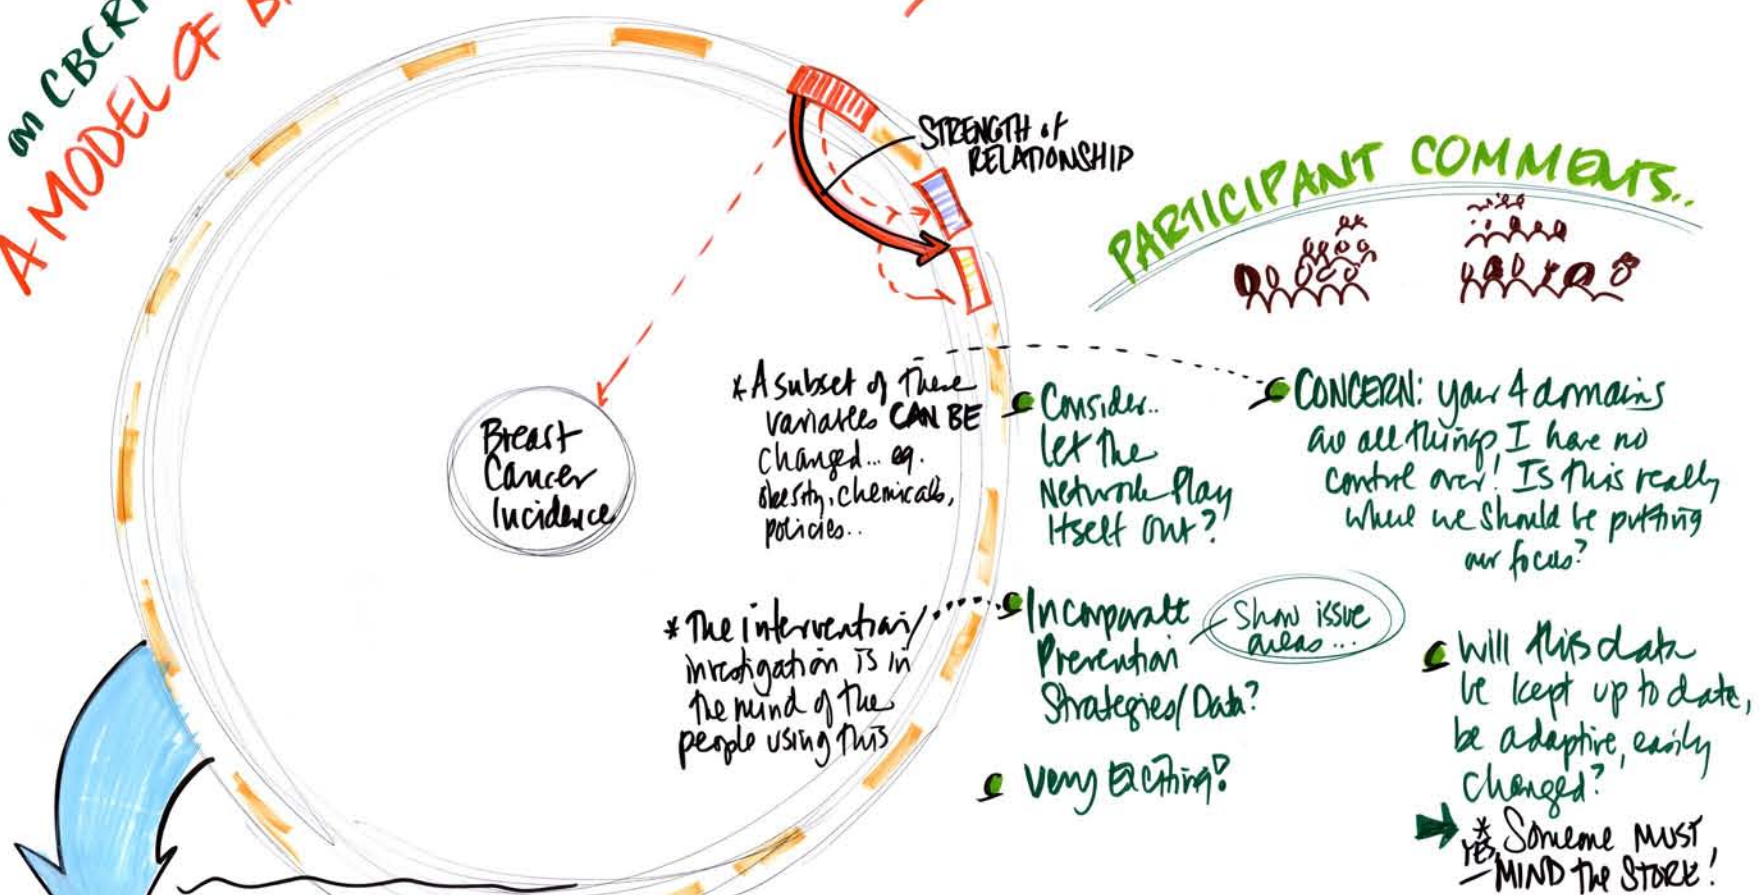 on CBCRP
A MODEL OF B
STRENGTH of
RELATIONSHIP
PARTICIPANT COMMENTS..
Breast
Cancer
Incidence
* A subset of these
variables CAN BE
changed... eg.
obesity, chemicals,
policies..
* The intervention/
investigation is in
the mind of the
people using this
Consider..
let the
Network Play
Itself out?
Incorporate
Prevention
Strategies/Data?
Show issue
areas...
Very Exciting!
CONCERN: your 4 domains
are all things I have no
control over! Is this really
where we should be putting
our focus?
Will this data
be kept up to date,
be adaptive, easily
changed?
* Someone MUST
YES, MIND the STORE!